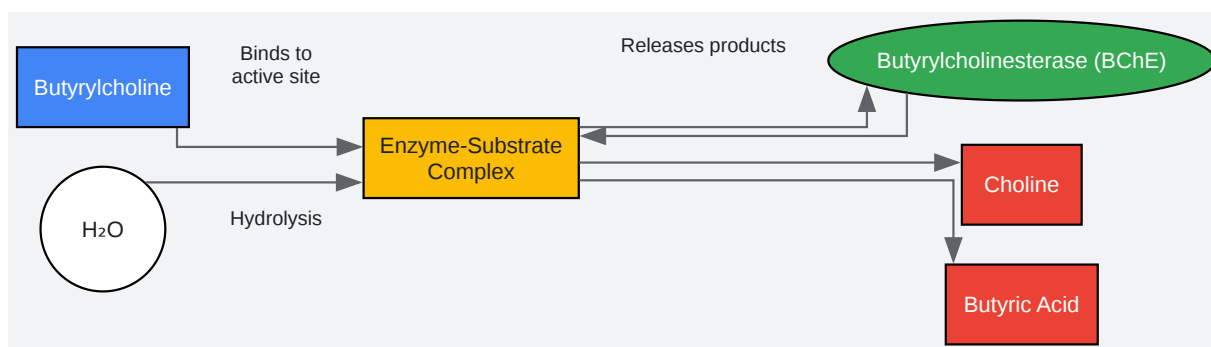 Butyrylcholine
Binds to
active site
Releases products
Butyrylcholinesterase (BChE)
Enzyme-Substrate
Complex
Choline
H₂O
Hydrolysis
Butyric Acid